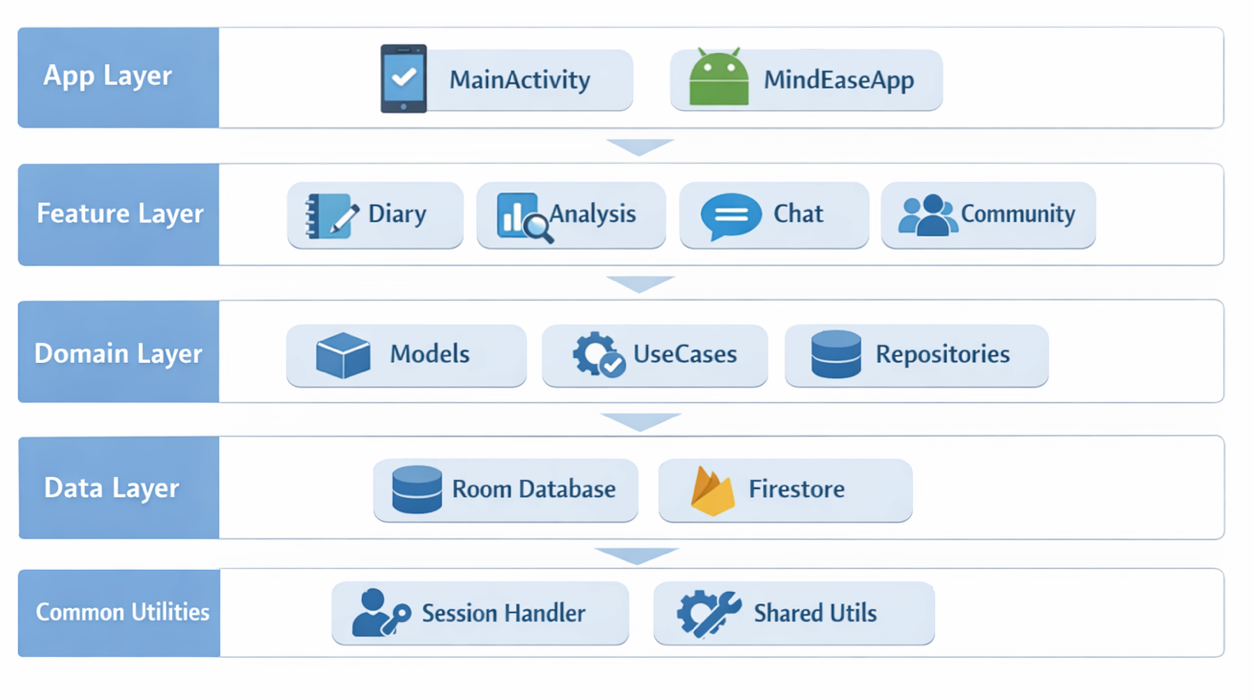 App Layer
MainActivity
MindEaseApp
Feature Layer
Diary
Analysis
Chat
Community
Domain Layer
Models
UseCases
Repositories
Data Layer
Room Database
Firestore
Common Utilities
Session Handler
Shared Utils